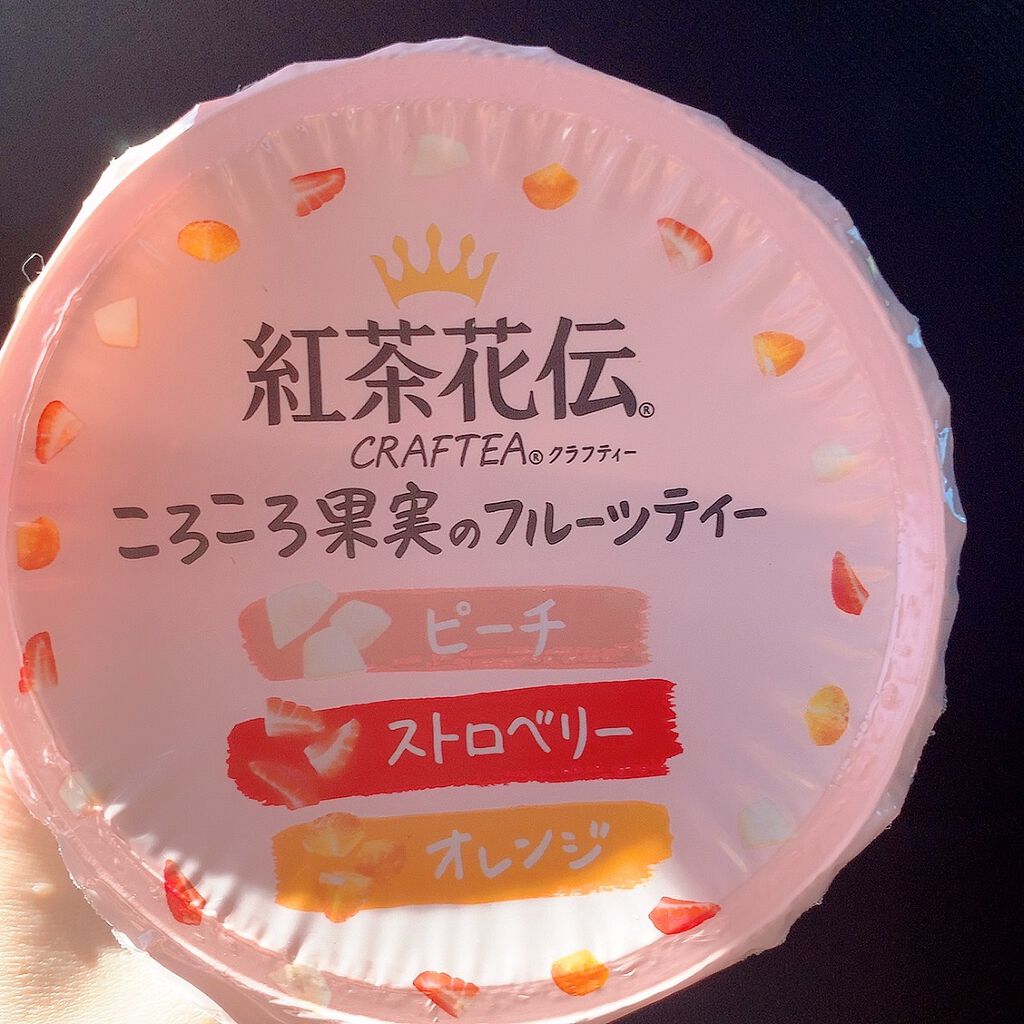 紅茶花伝®
CRAFTEA® クラフティー
ころころ果実のフルーツティー
ピーチ
ストロベリー
オレンジ